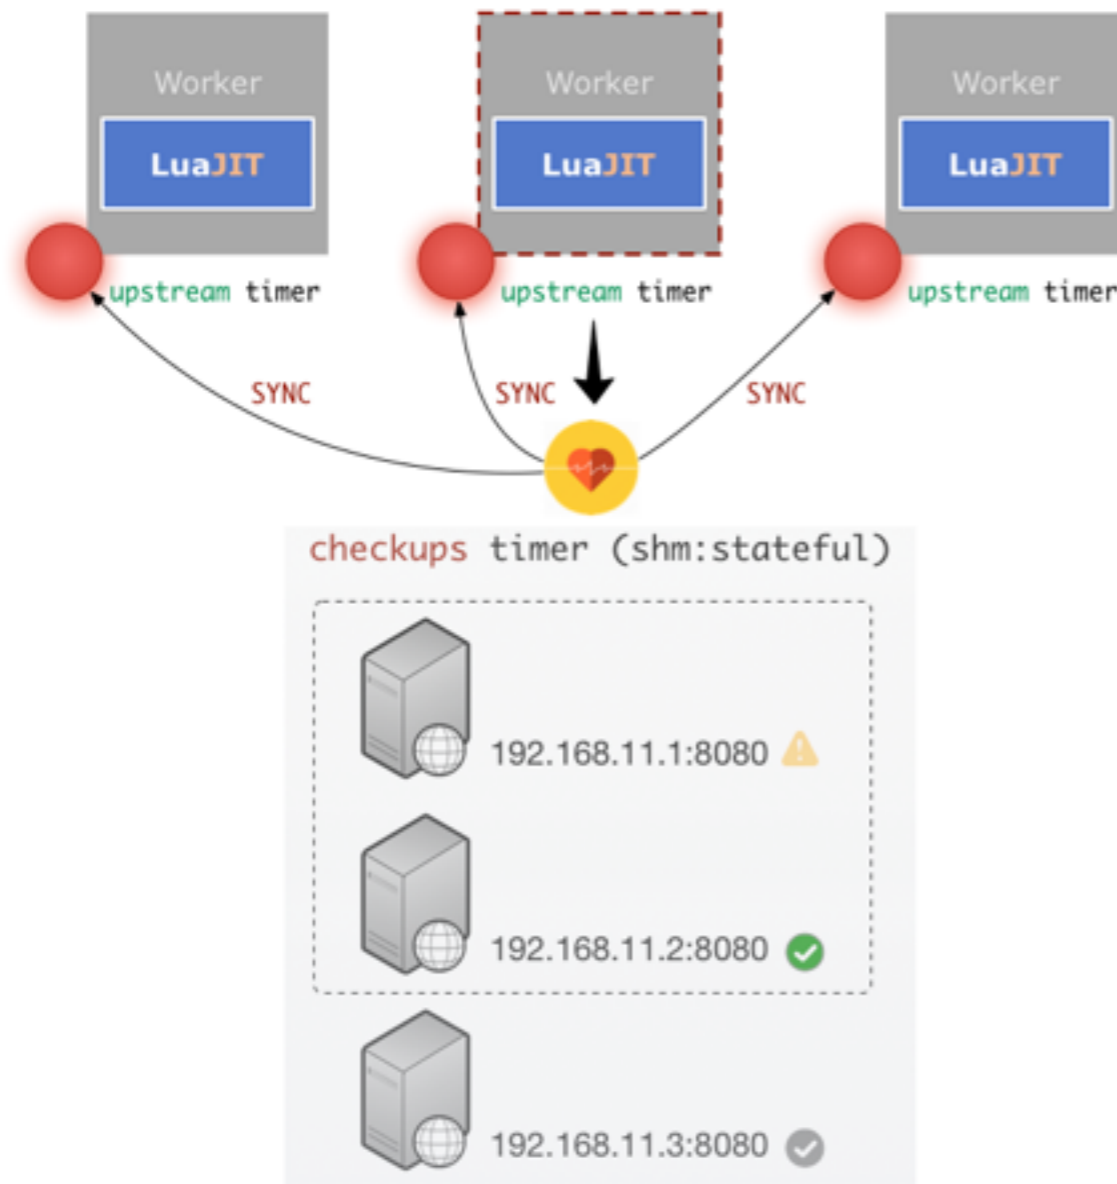 Worker Worker Worker
LuaJIT LuaJIT LuaJIT
upstream timer upstream timer upstream timer
SYNC SYNC SYNC
checkups timer (shm:stateful)
192.168.11.1:8080
192.168.11.2:8080
192.168.11.3:8080